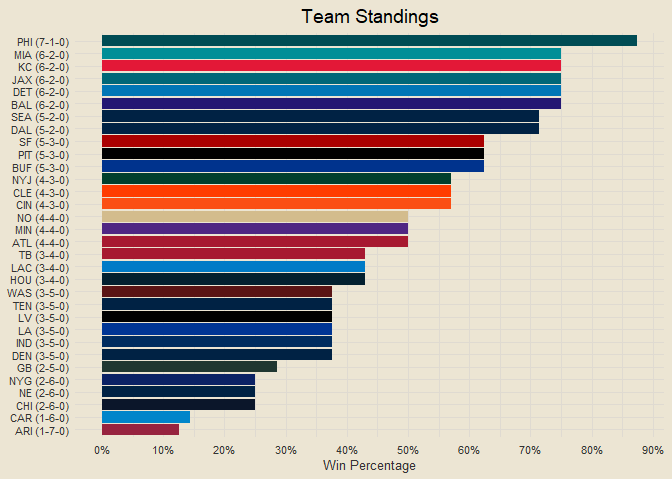 Team Standings
PHI (7-1-0)
MIA (6-2-0)
KC (6-2-0)
JAX (6-2-0)
DET (6-2-0)
BAL (6-2-0)
SEA (5-2-0)
DAL (5-2-0)
SF (5-3-0)
PIT (5-3-0)
BUF (5-3-0)
NYJ (4-3-0)
CLE (4-3-0)
CIN (4-3-0)
NO (4-4-0)
MIN (4-4-0)
ATL (4-4-0)
TB (3-4-0)
LAC (3-4-0)
HOU (3-4-0)
WAS (3-5-0)
TEN (3-5-0)
LV (3-5-0)
LA (3-5-0)
IND (3-5-0)
DEN (3-5-0)
GB (2-5-0)
NYG (2-6-0)
NE (2-6-0)
CHI (2-6-0)
CAR (1-6-0)
ARI (1-7-0)
0% 10% 20% 30% 40% 50% 60% 70% 80% 90%
Win Percentage